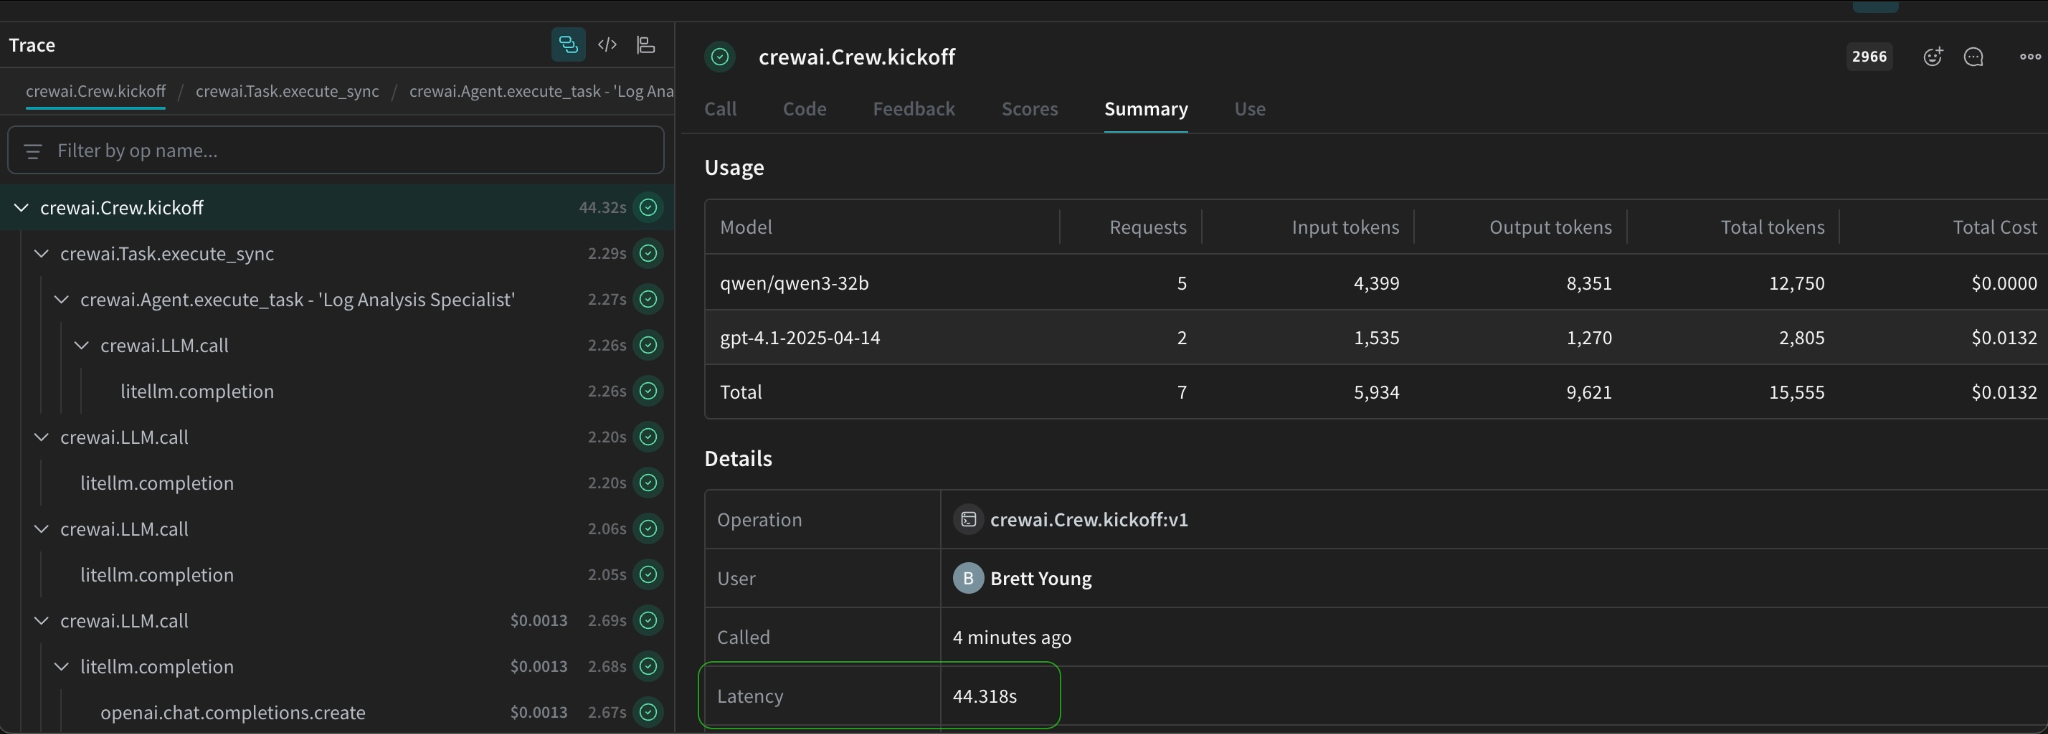 Trace
crewai.Crew.kickoff / crewai.Task.execute_sync / crewai.Agent.execute_task - 'Log Ana
Filter by op name...
crewai.Crew.kickoff 44.32s
crewai.Task.execute_sync 2.29s
crewai.Agent.execute_task - 'Log Analysis Specialist' 2.27s
crewai.LLM.call 2.26s
litellm.completion 2.26s
crewai.LLM.call 2.20s
litellm.completion 2.20s
crewai.LLM.call 2.06s
litellm.completion 2.05s
crewai.LLM.call $0.0013 2.69s
litellm.completion $0.0013 2.68s
openai.chat.completions.create $0.0013 2.67s
crewai.Crew.kickoff 2966
Call Code Feedback Scores Summary Use
Usage
Model Requests Input tokens Output tokens Total tokens Total Cost
qwen/qwen3-32b 5 4,399 8,351 12,750 $0.0000
gpt-4.1-2025-04-14 2 1,535 1,270 2,805 $0.0132
Total 7 5,934 9,621 15,555 $0.0132
Details
Operation crewai.Crew.kickoff:v1
User B Brett Young
Called 4 minutes ago
Latency 44.318s